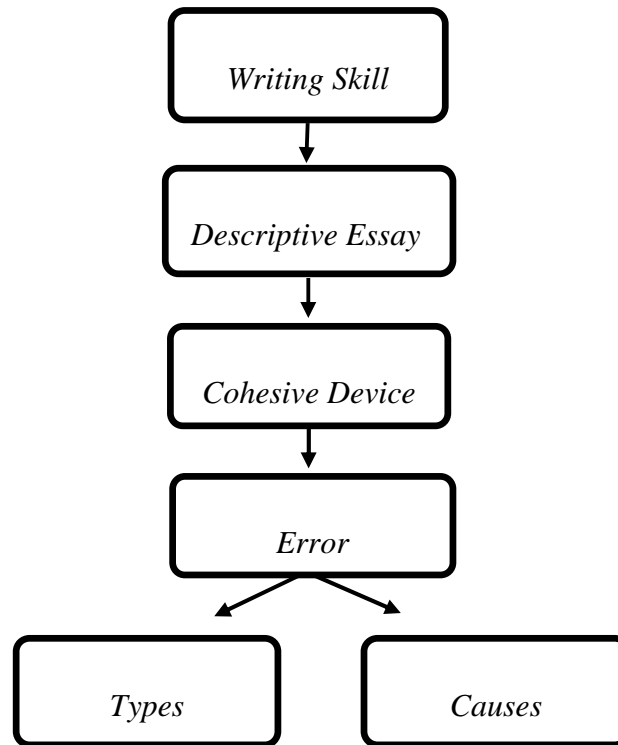 Writing Skill
Descriptive Essay
Cohesive Device
Error
Types
Causes